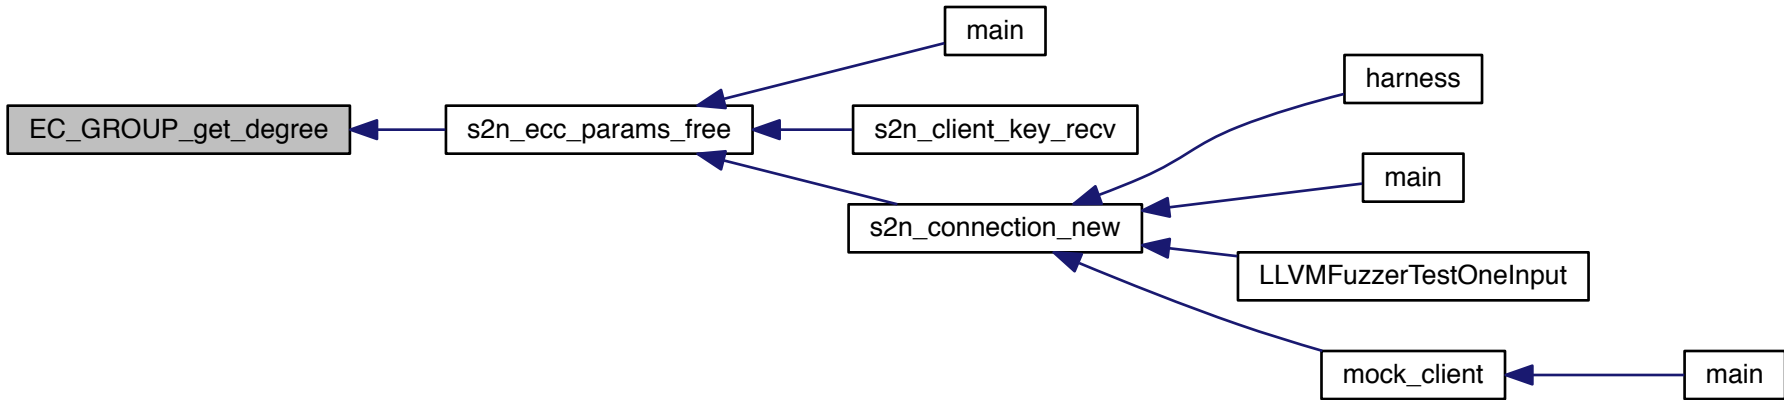 main
harness
EC_GROUP_get_degree
s2n_ecc_params_free
s2n_client_key_recv
main
s2n_connection_new
LLVMFuzzerTestOneInput
mock_client
main